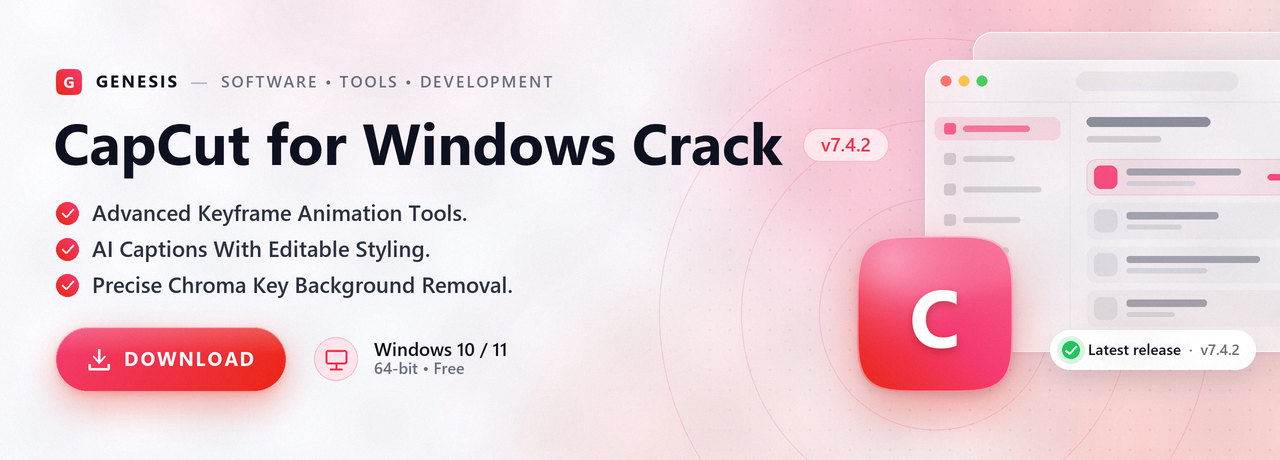 G GENESIS — SOFTWARE • TOOLS • DEVELOPMENT
CapCut for Windows Crack v7.4.2
Advanced Keyframe Animation Tools.
AI Captions With Editable Styling.
Precise Chroma Key Background Removal.
DOWNLOAD
Windows 10 / 11
64-bit • Free
C
Latest release · v7.4.2